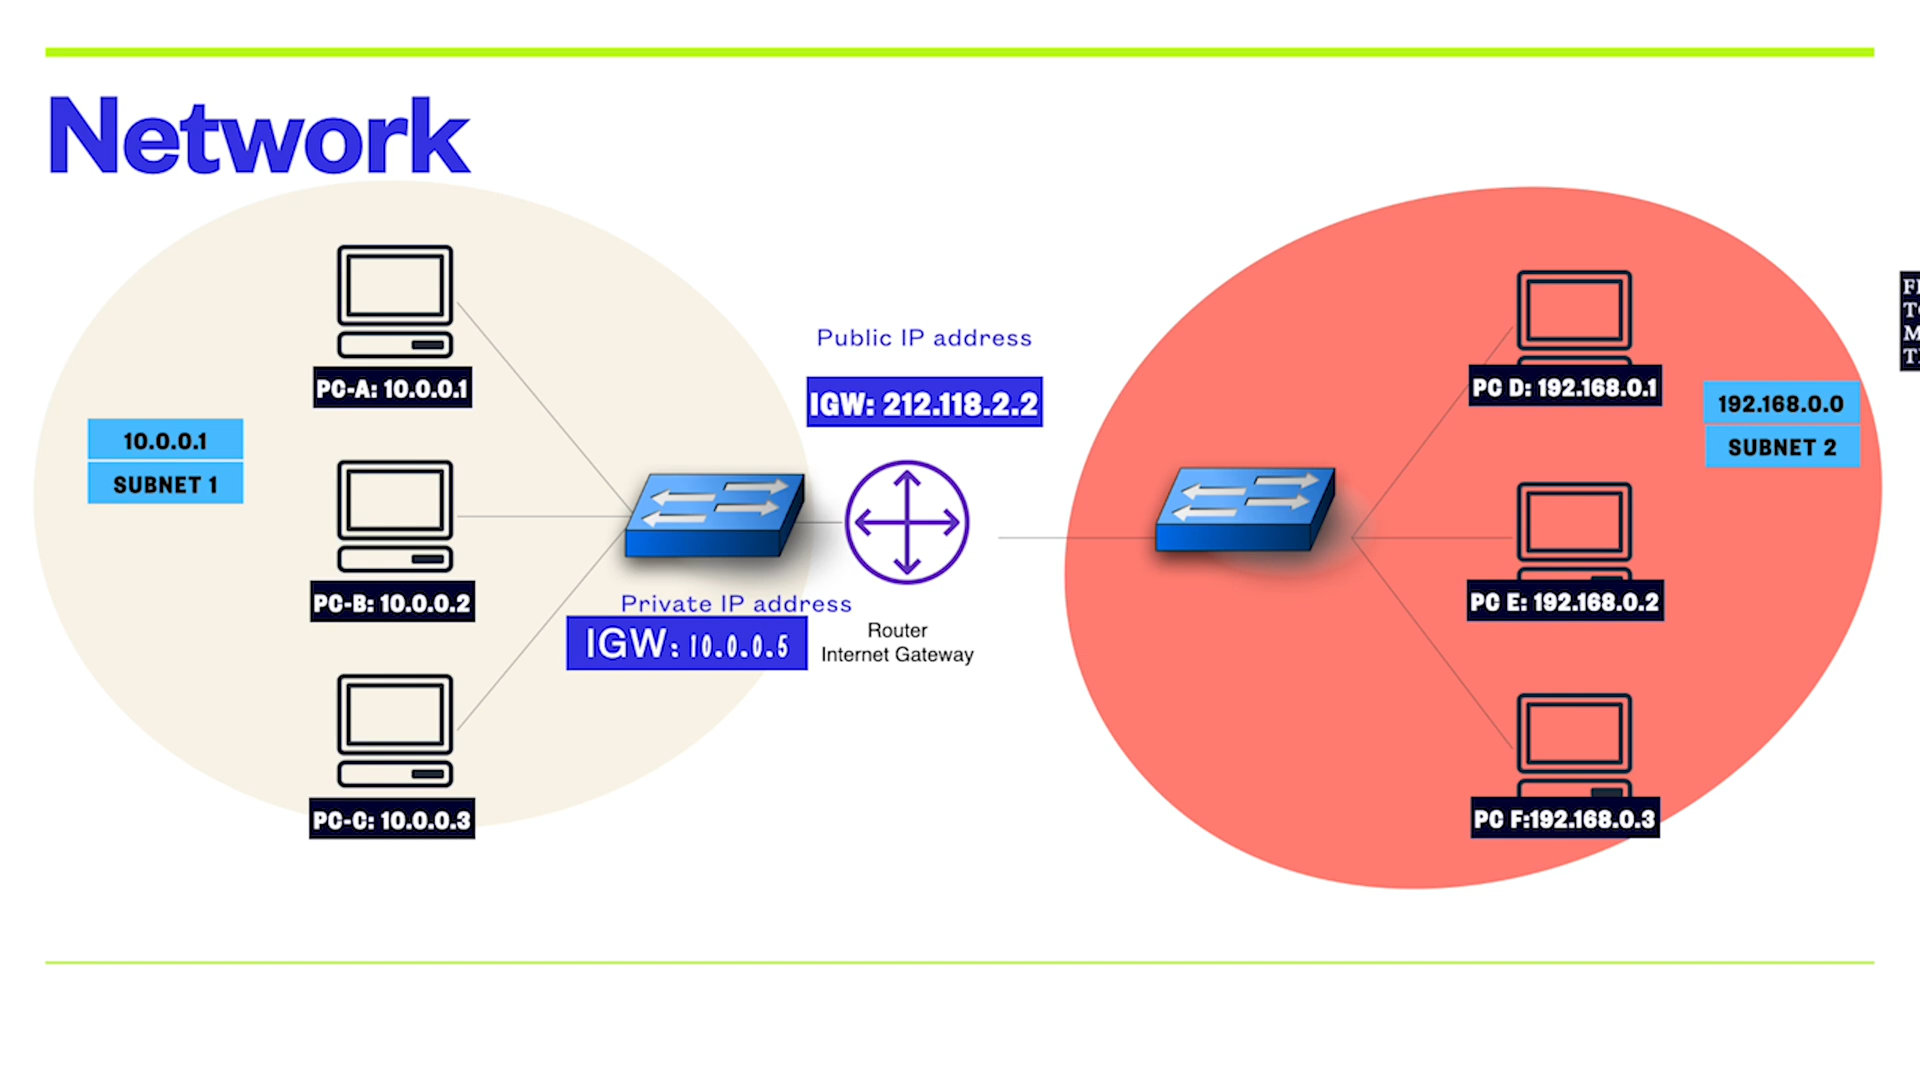 Network
PC-A: 10.0.0.1
10.0.0.1
SUBNET 1
PC-B: 10.0.0.2
PC-C: 10.0.0.3
Public IP address
IGW: 212.118.2.2
Private IP address
IGW: 10.0.0.5
Router
Internet Gateway
PC D: 192.168.0.1
192.168.0.0
SUBNET 2
PC E: 192.168.0.2
PC F:192.168.0.3